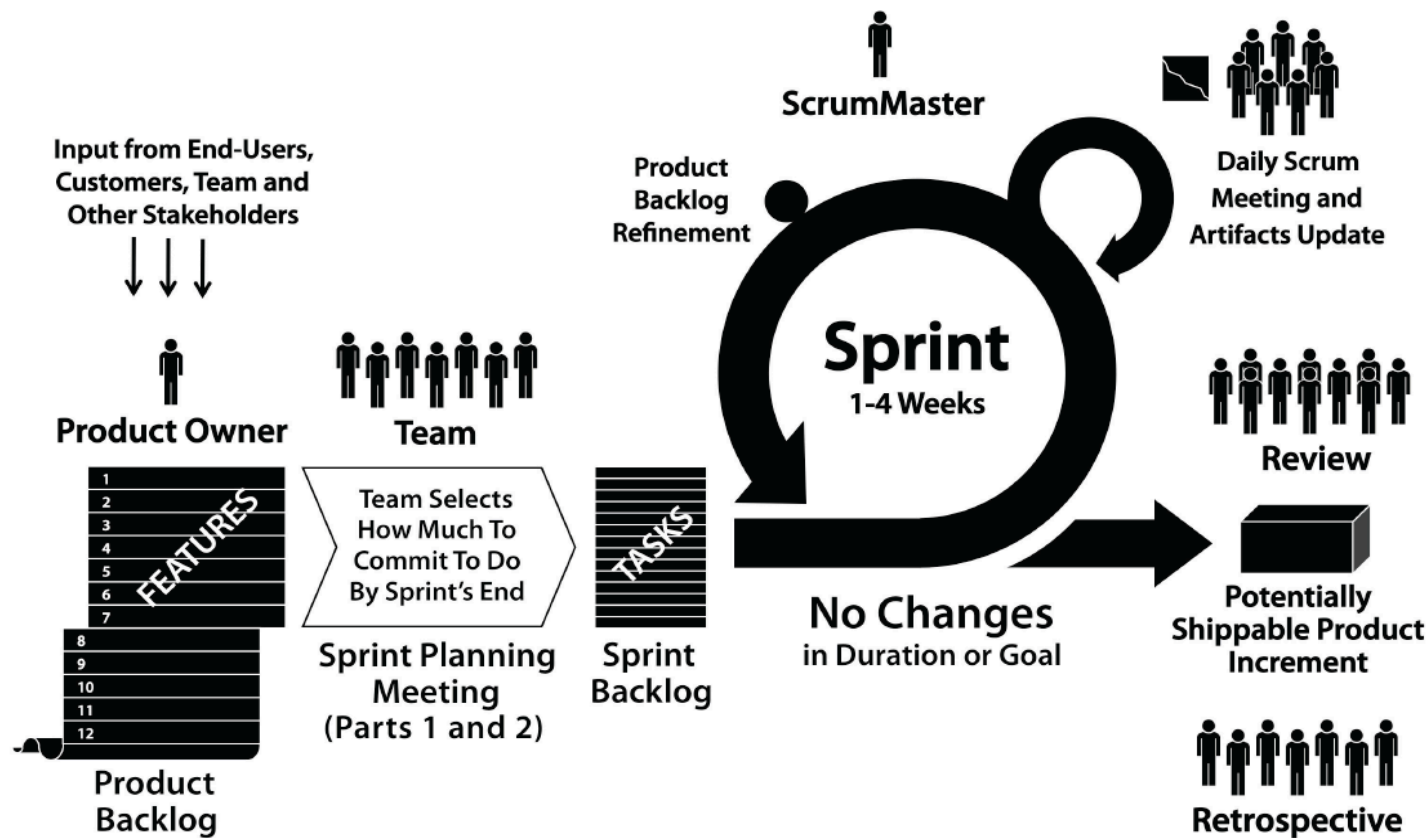 Input from End-Users,
Customers, Team and
Other Stakeholders
Product Owner
1
2
3
4
5
6
7
FEATURES
8
9
10
11
12
Product
Backlog
Team
Team Selects
How Much To
Commit To Do
By Sprint's End
Sprint Planning
Meeting
(Parts 1 and 2)
TASKS
Sprint
Backlog
ScrumMaster
Product
Backlog
Refinement
Sprint
1-4 Weeks
No Changes
in Duration or Goal
Daily Scrum
Meeting and
Artifacts Update
Review
Potentially
Shippable Product
Increment
Retrospective